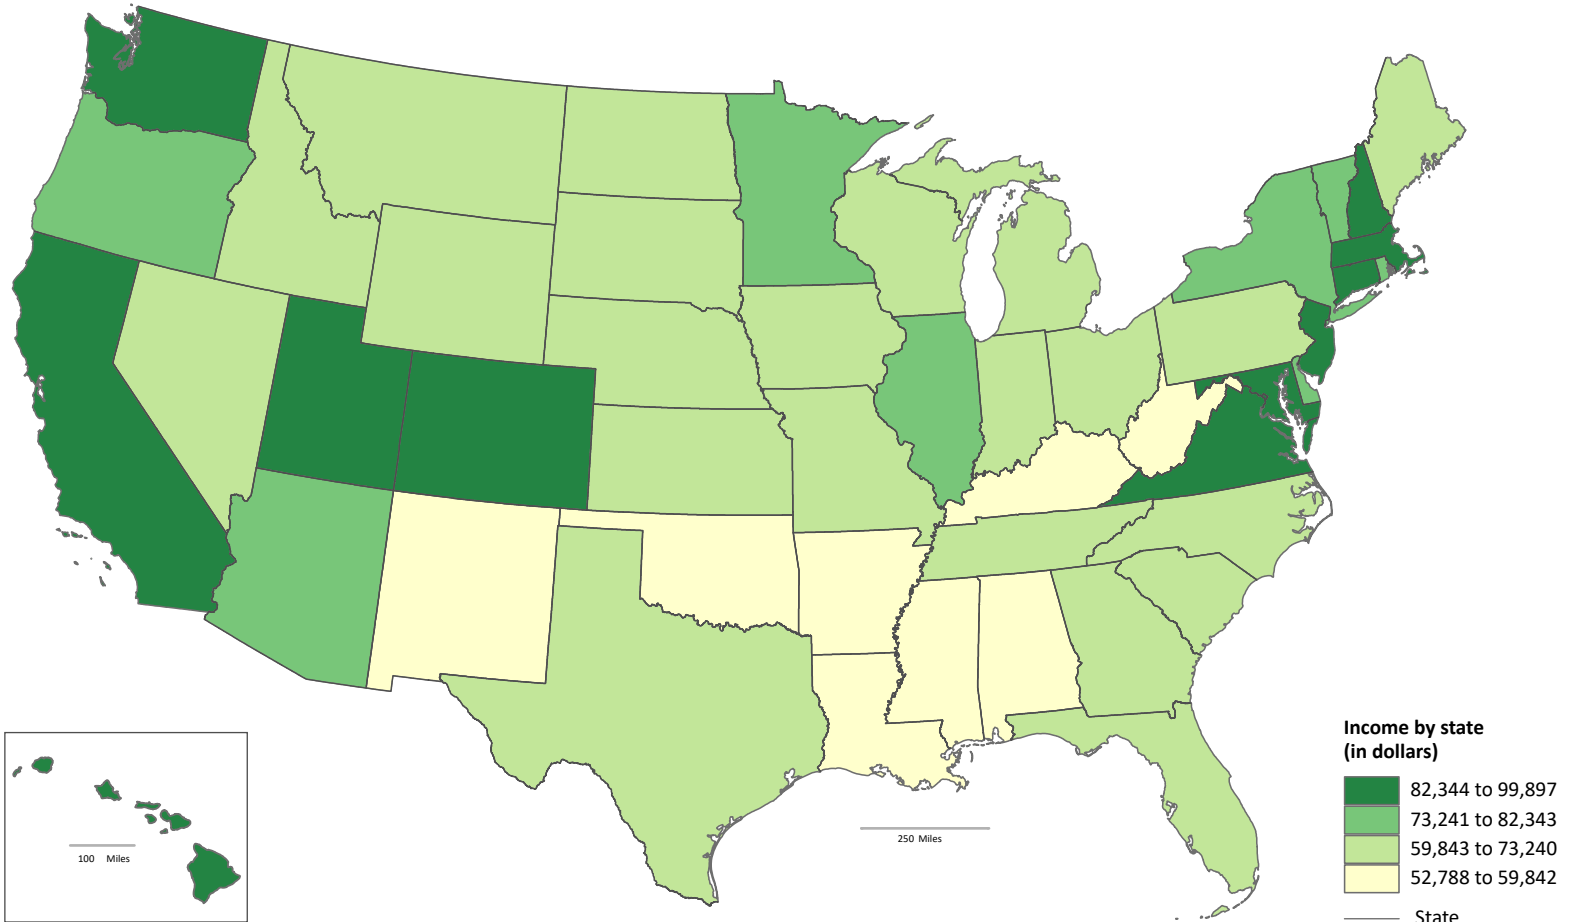 100 Miles
250 Miles
Income by state
(in dollars)
82,344 to 99,897
73,241 to 82,343
59,843 to 73,240
52,788 to 59,842
State